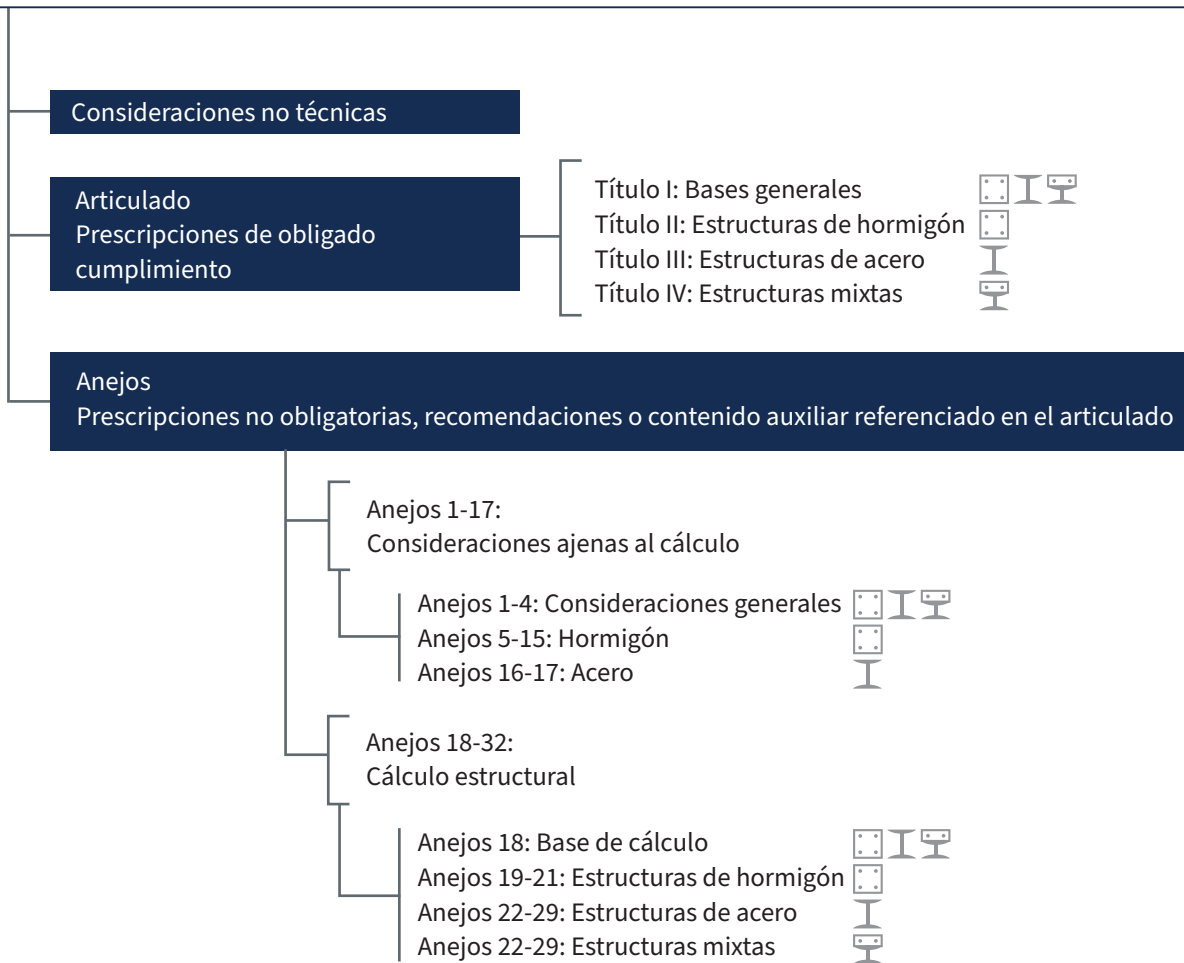 Consideraciones no técnicas
Articulado
Prescripciones de obligado
cumplimiento
Título I: Bases generales
Título II: Estructuras de hormigón
Título III: Estructuras de acero
Título IV: Estructuras mixtas
Anejos
Prescripciones no obligatorias, recomendaciones o contenido auxiliar referenciado en el articulado
Anejos 1-17:
Consideraciones ajenas al cálculo
Anejos 1-4: Consideraciones generales
Anejos 5-15: Hormigón
Anejos 16-17: Acero
Anejos 18-32:
Cálculo estructural
Anejos 18: Base de cálculo
Anejos 19-21: Estructuras de hormigón
Anejos 22-29: Estructuras de acero
Anejos 22-29: Estructuras mixtas